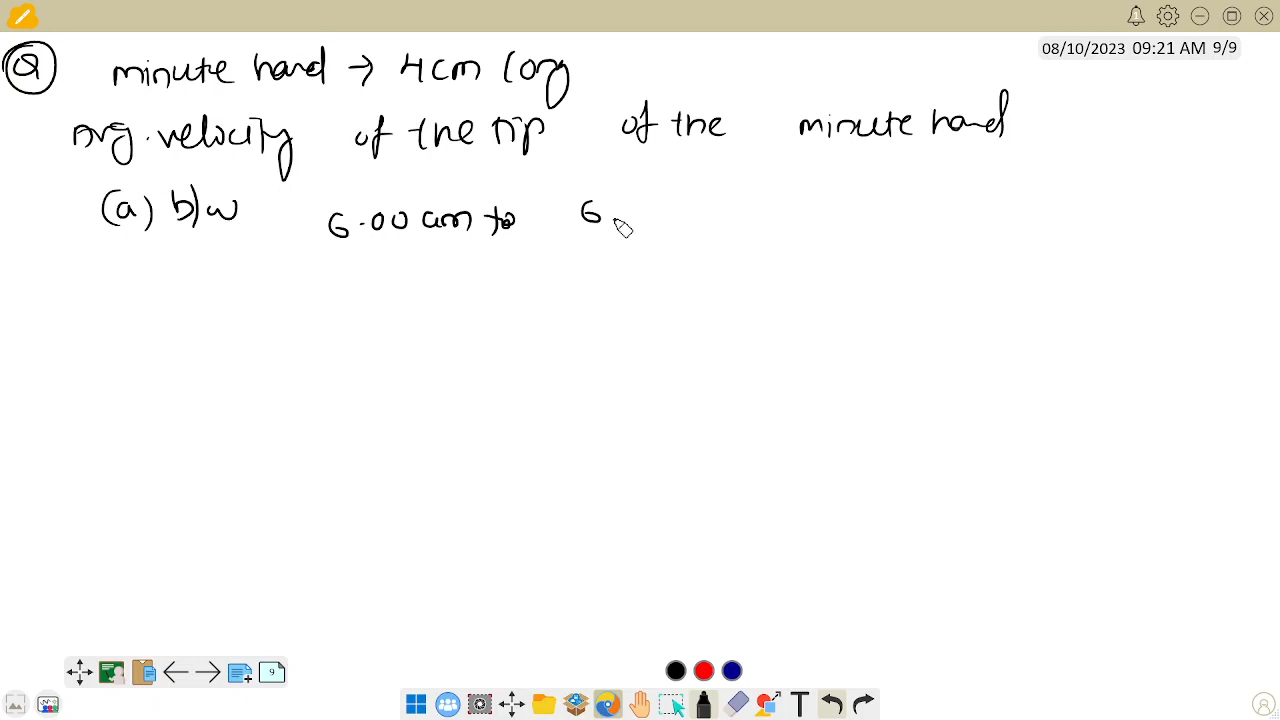 08/10/2023 09:21 AM 9/9
Q minute hand → 4cm long
Avg. velocity of the tip of the minute hand
(a) b/w 6.00 am to 6
9
T